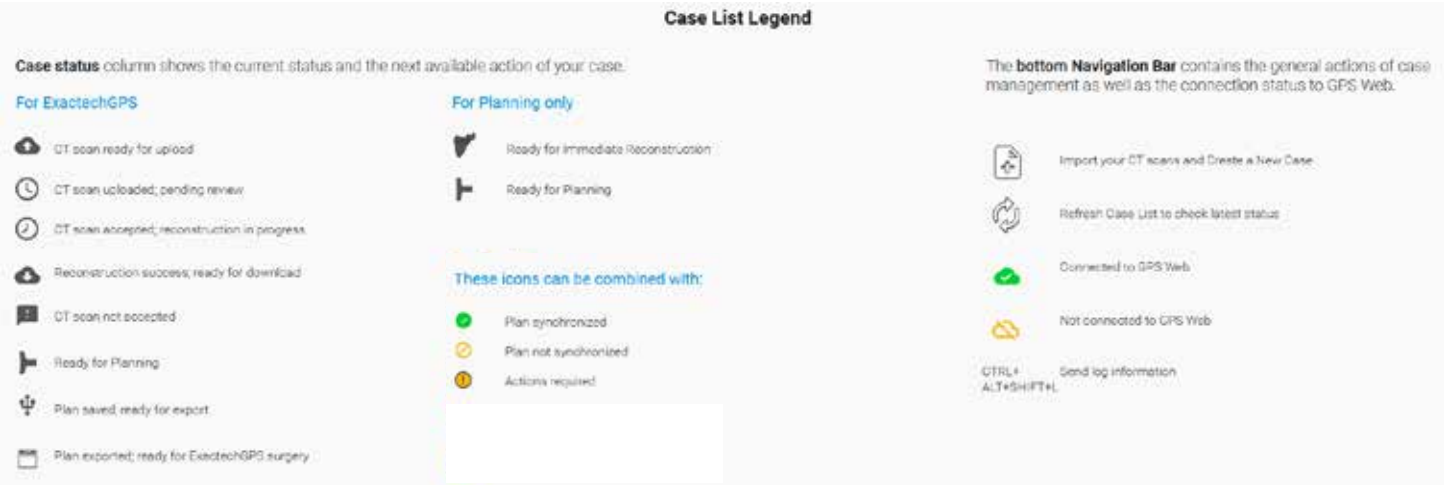 Case List Legend
Case status column shows the current status and the next available action of your case.
For ExactechGPS
CT scan ready for upload
CT scan uploaded; pending review
CT scan accepted; reconstruction in progress
Reconstruction success; ready for download
CT scan not accepted
Ready for Planning
Plan saved; ready for export
Plan exported; ready for ExactechGPS surgery
For Planning only
Ready for Immediate Reconstruction
Ready for Planning
These icons can be combined with:
Plan synchronized
Plan not synchronized
Actions required
The bottom Navigation Bar contains the general actions of case
management as well as the connection status to GPS Web.
Import your CT scans and Create a New Case
Refresh Case List to check latest status
Connected to GPS Web
Not connected to GPS Web
CTRL+ Send log information
ALT+SHIFT+L